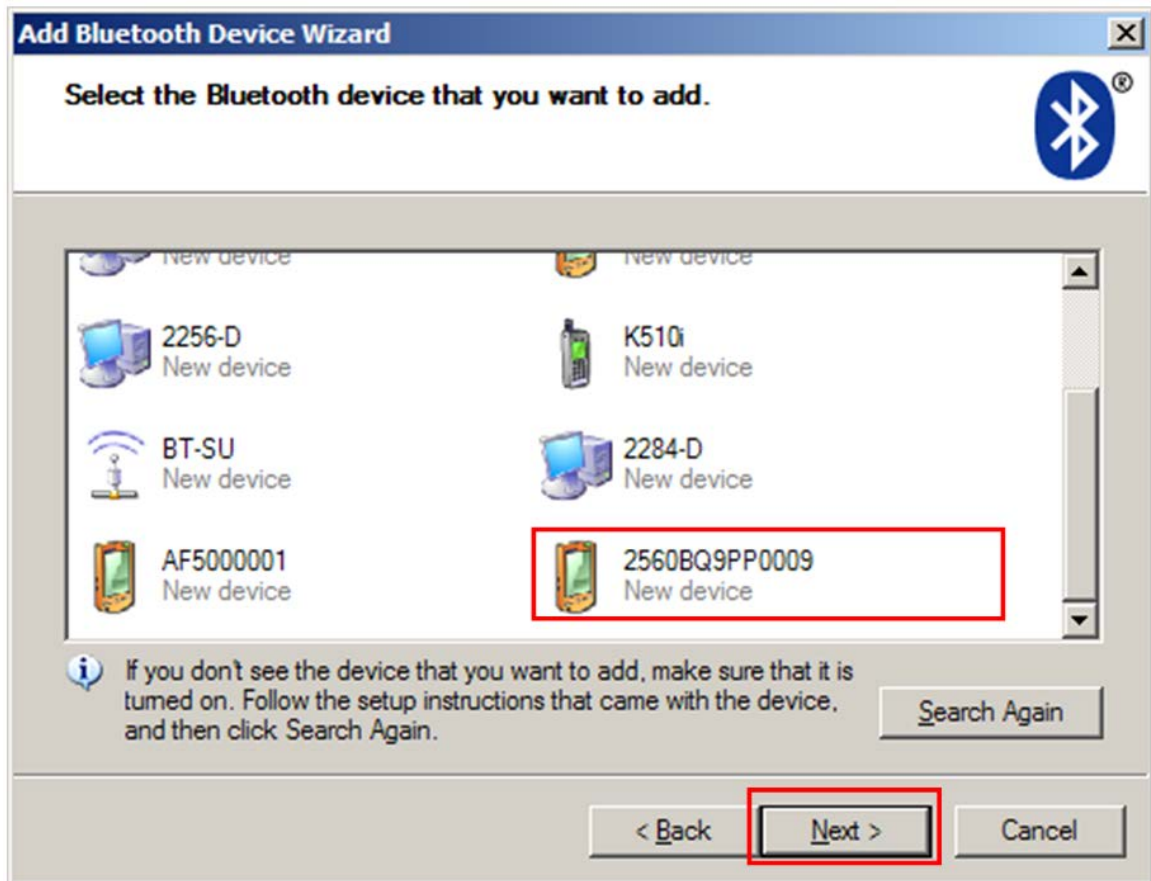 Add Bluetooth Device Wizard
Select the Bluetooth device that you want to add.
®
New device
New device
2256-D
New device
K510i
New device
BT-SU
New device
2284-D
New device
AF5000001
New device
2560BQ9PP0009
New device
If you don't see the device that you want to add, make sure that it is
turned on. Follow the setup instructions that came with the device,
and then click Search Again.
Search Again
< Back
Next >
Cancel